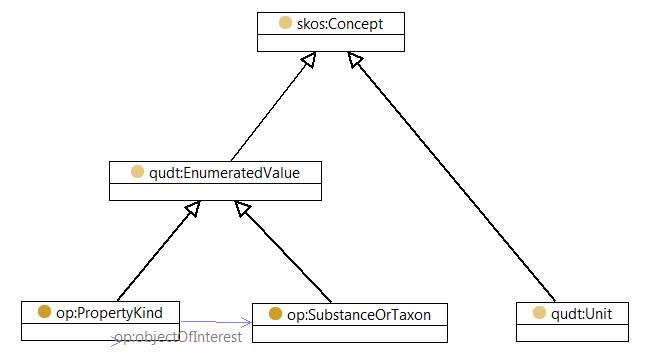 skos:Concept
qudt:EnumeratedValue
op:PropertyKind
op:SubstanceOrTaxon
qudt:Unit
op:objectOfInterest